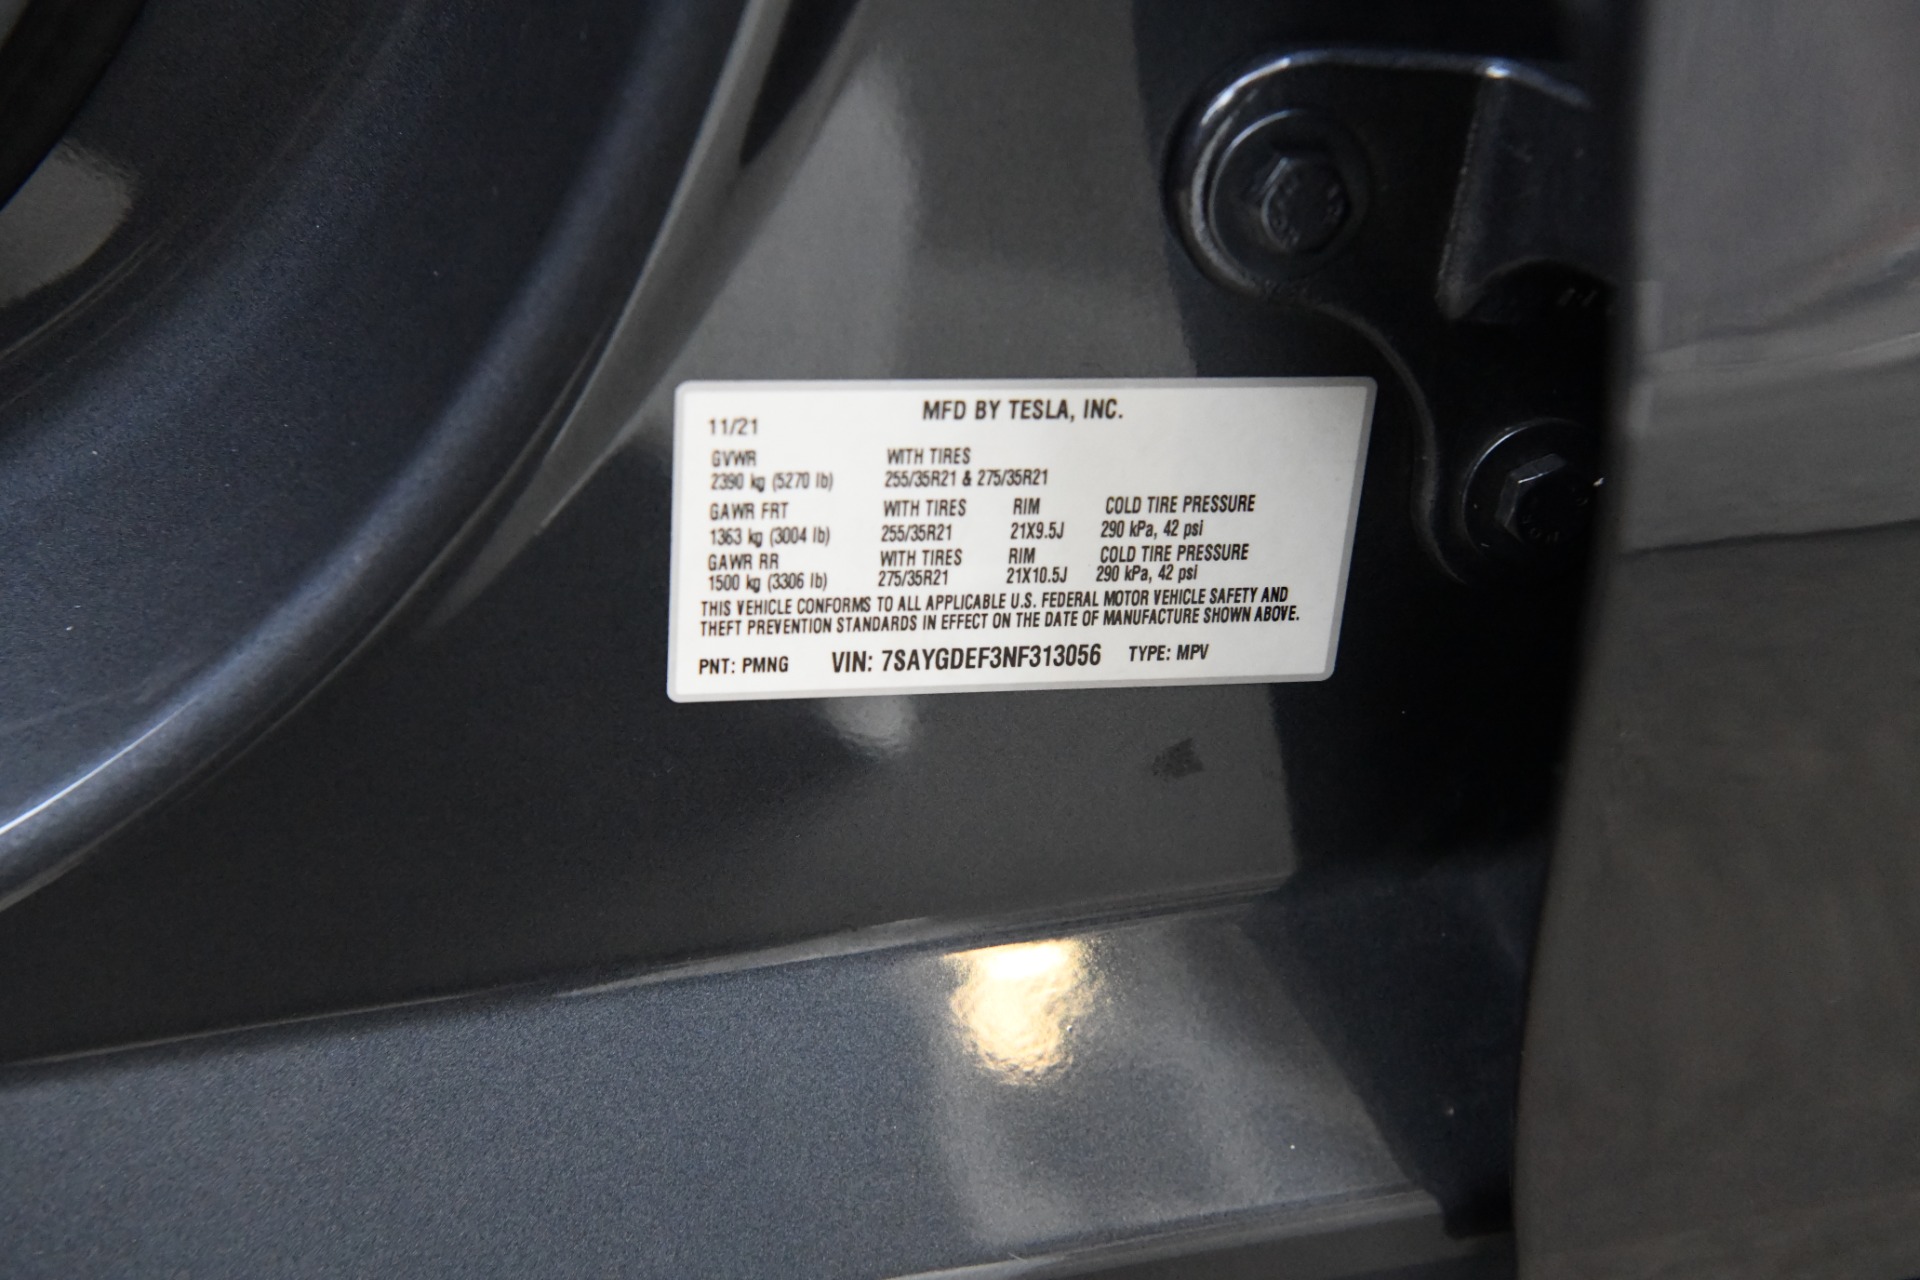 MFD BY TESLA, INC.
11/21
GVWR WITH TIRES
2390 kg (5270 lb) 255/35R21 & 275/35R21
GAWR FRT WITH TIRES RIM COLD TIRE PRESSURE
1363 kg (3004 lb) 255/35R21 21X9.5J 290 kPa, 42 psi
GAWR RR WITH TIRES RIM COLD TIRE PRESSURE
1500 kg (3306 lb) 275/35R21 21X10.5J 290 kPa, 42 psi
THIS VEHICLE CONFORMS TO ALL APPLICABLE U.S. FEDERAL MOTOR VEHICLE SAFETY AND
THEFT PREVENTION STANDARDS IN EFFECT ON THE DATE OF MANUFACTURE SHOWN ABOVE.
PNT: PMNG VIN: 7SAYGDEF3NF313056 TYPE: MPV